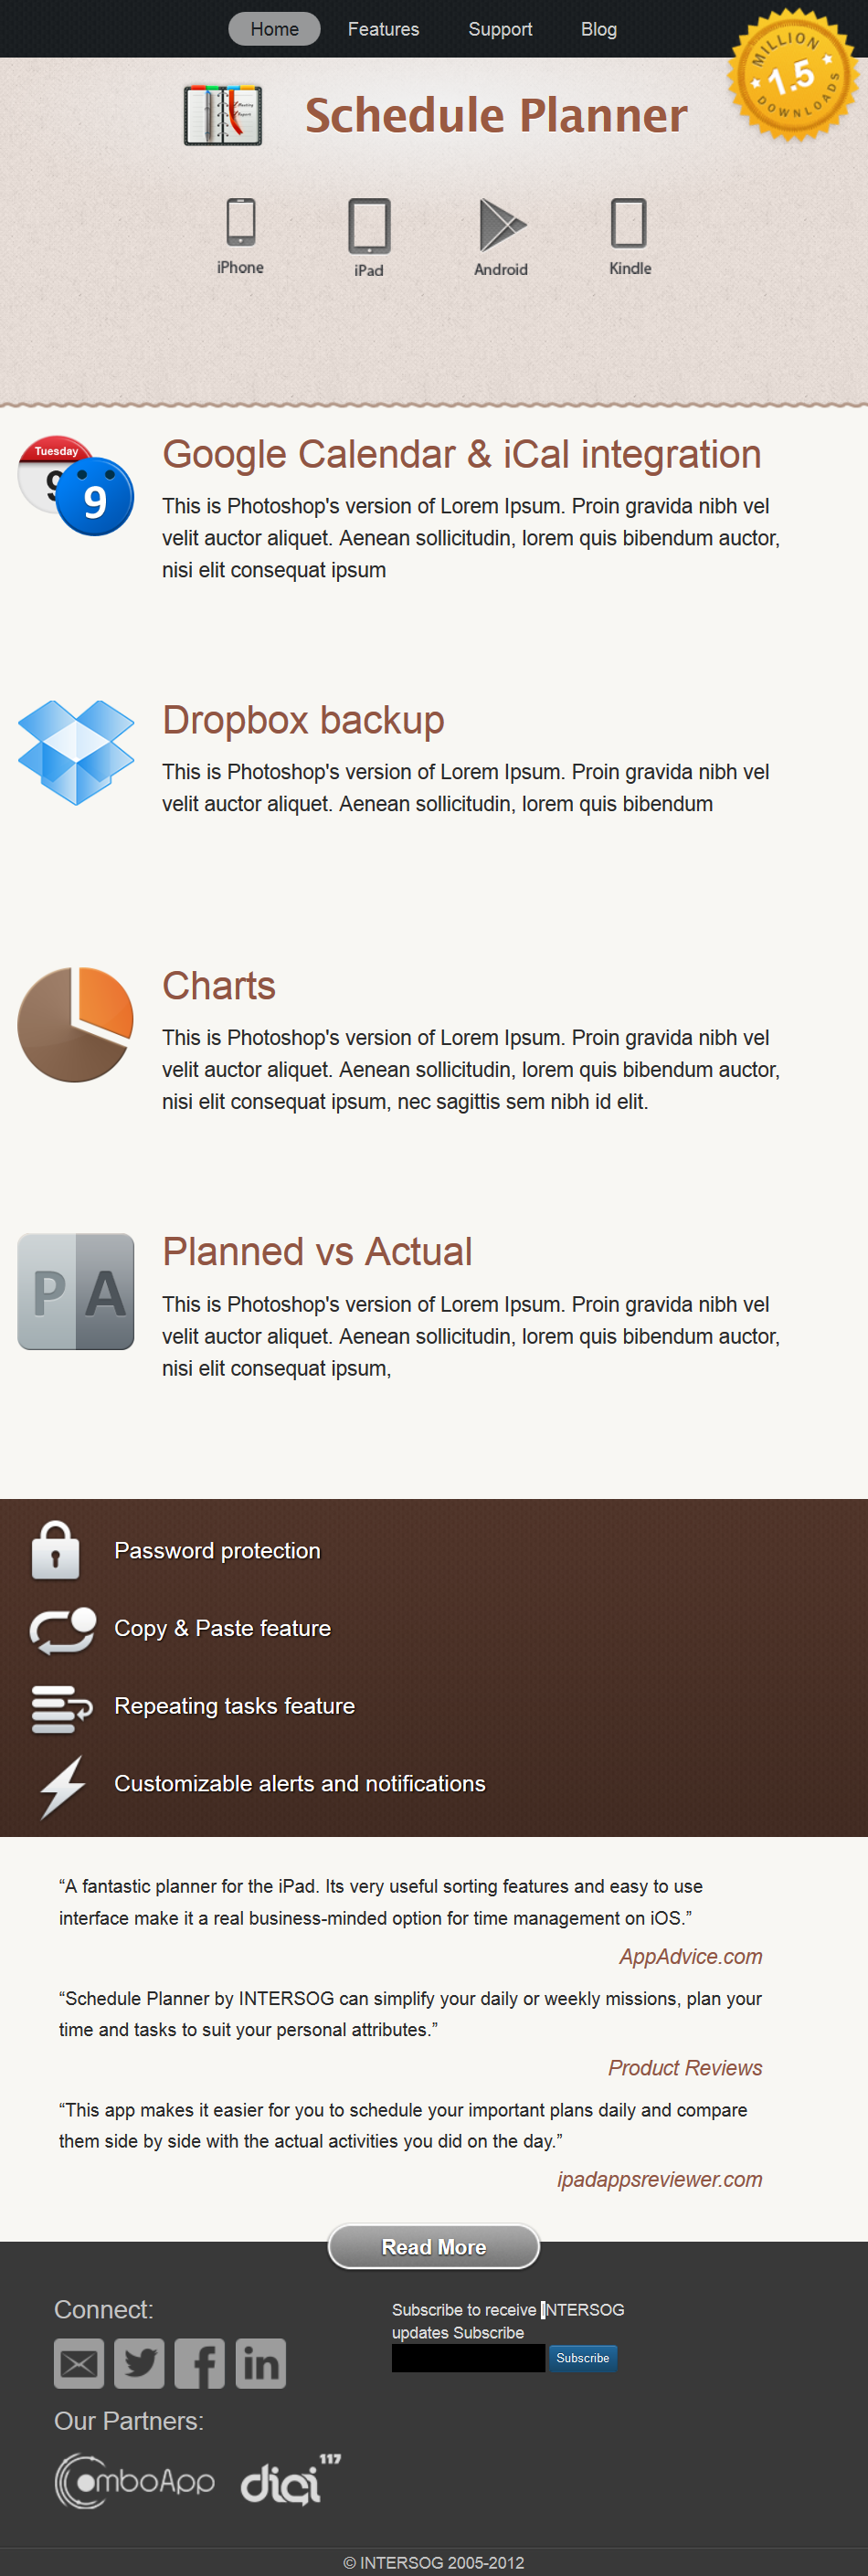 Home Features Support Blog
MILLION
1.5
DOWNLOADS
Schedule Planner
iPhone iPad Android Kindle
Tuesday
9
9
Google Calendar & iCal integration
This is Photoshop's version of Lorem Ipsum. Proin gravida nibh vel
velit auctor aliquet. Aenean sollicitudin, lorem quis bibendum auctor,
nisi elit consequat ipsum
Dropbox backup
This is Photoshop's version of Lorem Ipsum. Proin gravida nibh vel
velit auctor aliquet. Aenean sollicitudin, lorem quis bibendum
Charts
This is Photoshop's version of Lorem Ipsum. Proin gravida nibh vel
velit auctor aliquet. Aenean sollicitudin, lorem quis bibendum auctor,
nisi elit consequat ipsum, nec sagittis sem nibh id elit.
P A
Planned vs Actual
This is Photoshop's version of Lorem Ipsum. Proin gravida nibh vel
velit auctor aliquet. Aenean sollicitudin, lorem quis bibendum auctor,
nisi elit consequat ipsum,
Password protection
Copy & Paste feature
Repeating tasks feature
Customizable alerts and notifications
“A fantastic planner for the iPad. Its very useful sorting features and easy to use
interface make it a real business-minded option for time management on iOS.”
AppAdvice.com
“Schedule Planner by INTERSOG can simplify your daily or weekly missions, plan your
time and tasks to suit your personal attributes.”
Product Reviews
“This app makes it easier for you to schedule your important plans daily and compare
them side by side with the actual activities you did on the day.”
ipadappsreviewer.com
Read More
Connect:
Subscribe to receive INTERSOG
updates Subscribe
Subscribe
Our Partners:
ComboApp digi117
© INTERSOG 2005-2012